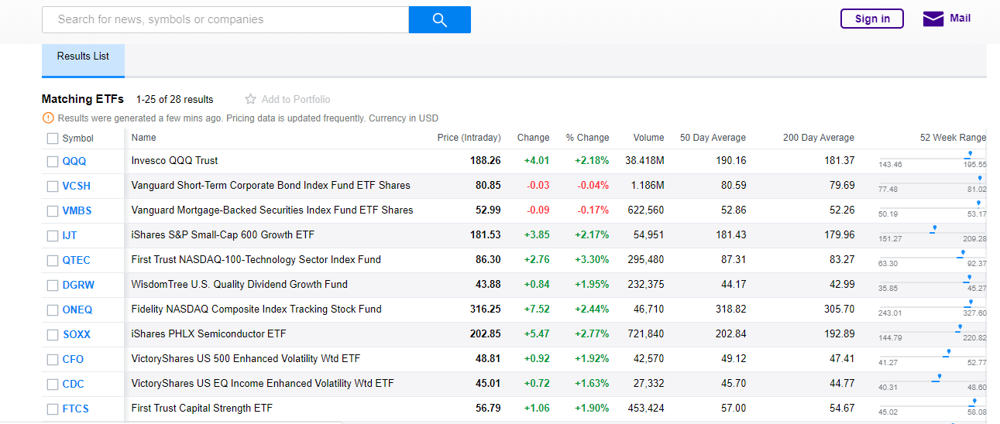 Search for news, symbols or companies Sign in Mail
Results List
Matching ETFs 1-25 of 28 results Add to Portfolio
Results were generated a few mins ago. Pricing data is updated frequently. Currency in USD
Symbol Name Price (Intraday) Change % Change Volume 50 Day Average 200 Day Average 52 Week Range
QQQ Invesco QQQ Trust 188.26 +4.01 +2.18% 38.418M 190.16 181.37 143.46 195.55
VCSH Vanguard Short-Term Corporate Bond Index Fund ETF Shares 80.85 -0.03 -0.04% 1.186M 80.59 79.69 77.48 81.02
VMBS Vanguard Mortgage-Backed Securities Index Fund ETF Shares 52.99 -0.09 -0.17% 622,560 52.86 52.26 50.19 53.17
IJT iShares S&P Small-Cap 600 Growth ETF 181.53 +3.85 +2.17% 54,951 181.43 179.96 151.27 209.28
QTEC First Trust NASDAQ-100-Technology Sector Index Fund 86.30 +2.76 +3.30% 295,480 87.31 83.27 63.30 92.37
DGRW WisdomTree U.S. Quality Dividend Growth Fund 43.88 +0.84 +1.95% 232,375 44.17 42.99 35.85 45.27
ONEQ Fidelity NASDAQ Composite Index Tracking Stock Fund 316.25 +7.52 +2.44% 46,710 318.82 305.70 243.01 327.60
SOXX iShares PHLX Semiconductor ETF 202.85 +5.47 +2.77% 721,840 202.84 192.89 144.79 220.82
CFO VictoryShares US 500 Enhanced Volatility Wtd ETF 48.81 +0.92 +1.92% 42,570 49.12 47.41 41.27 52.77
CDC VictoryShares US EQ Income Enhanced Volatility Wtd ETF 45.01 +0.72 +1.63% 27,332 45.70 44.77 40.31 48.60
FTCS First Trust Capital Strength ETF 56.79 +1.06 +1.90% 453,424 57.00 54.67 45.02 58.08